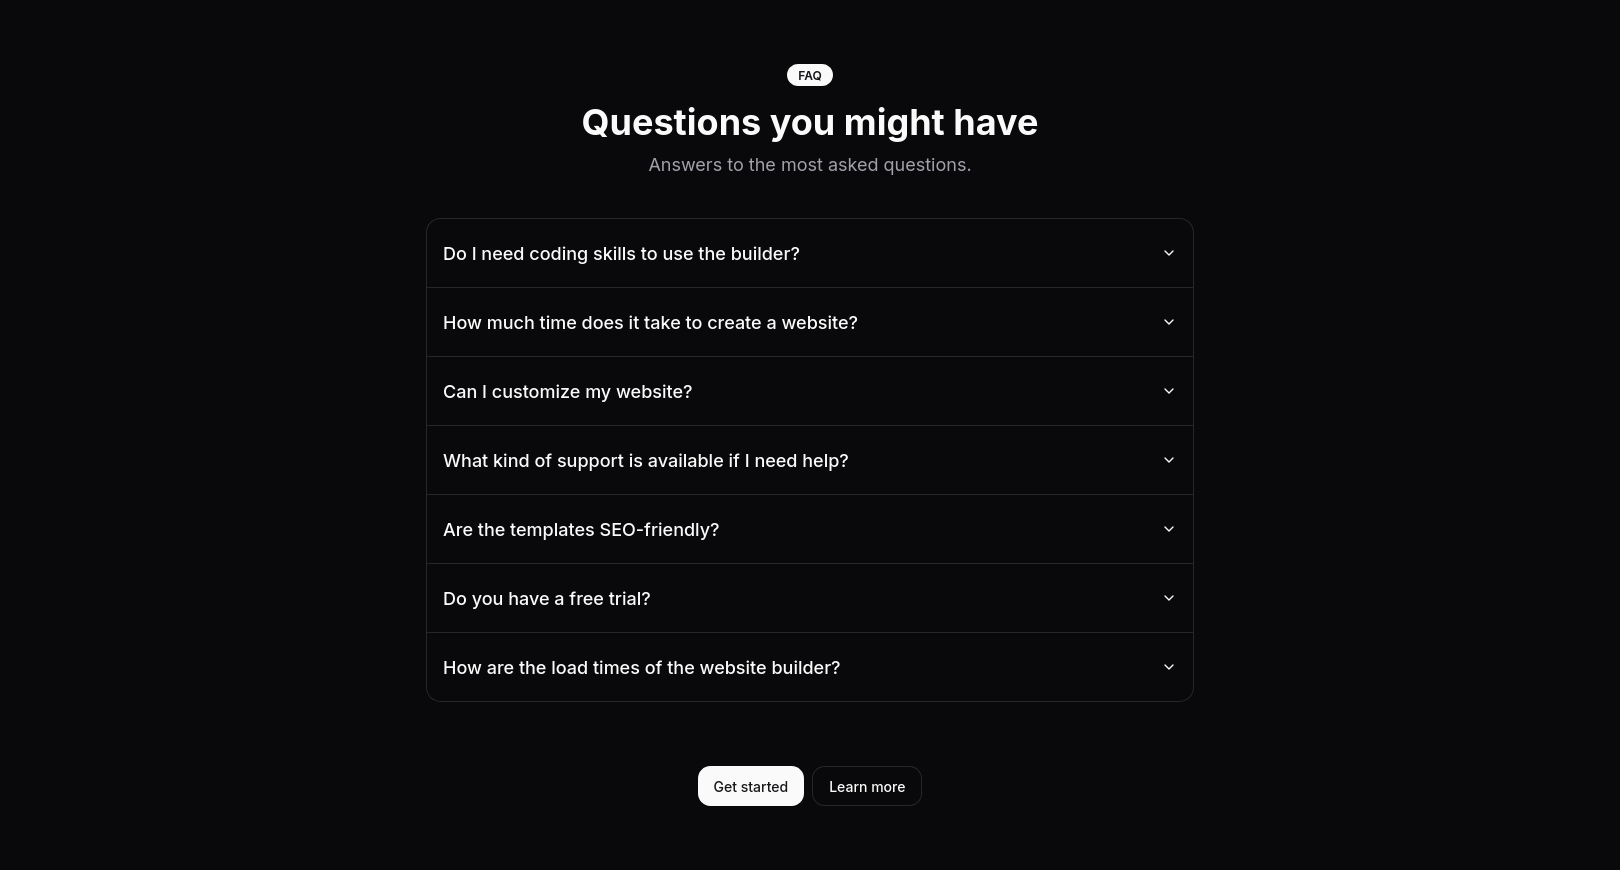 FAQ
Questions you might have
Answers to the most asked questions.
Do I need coding skills to use the builder?
How much time does it take to create a website?
Can I customize my website?
What kind of support is available if I need help?
Are the templates SEO-friendly?
Do you have a free trial?
How are the load times of the website builder?
Get started
Learn more